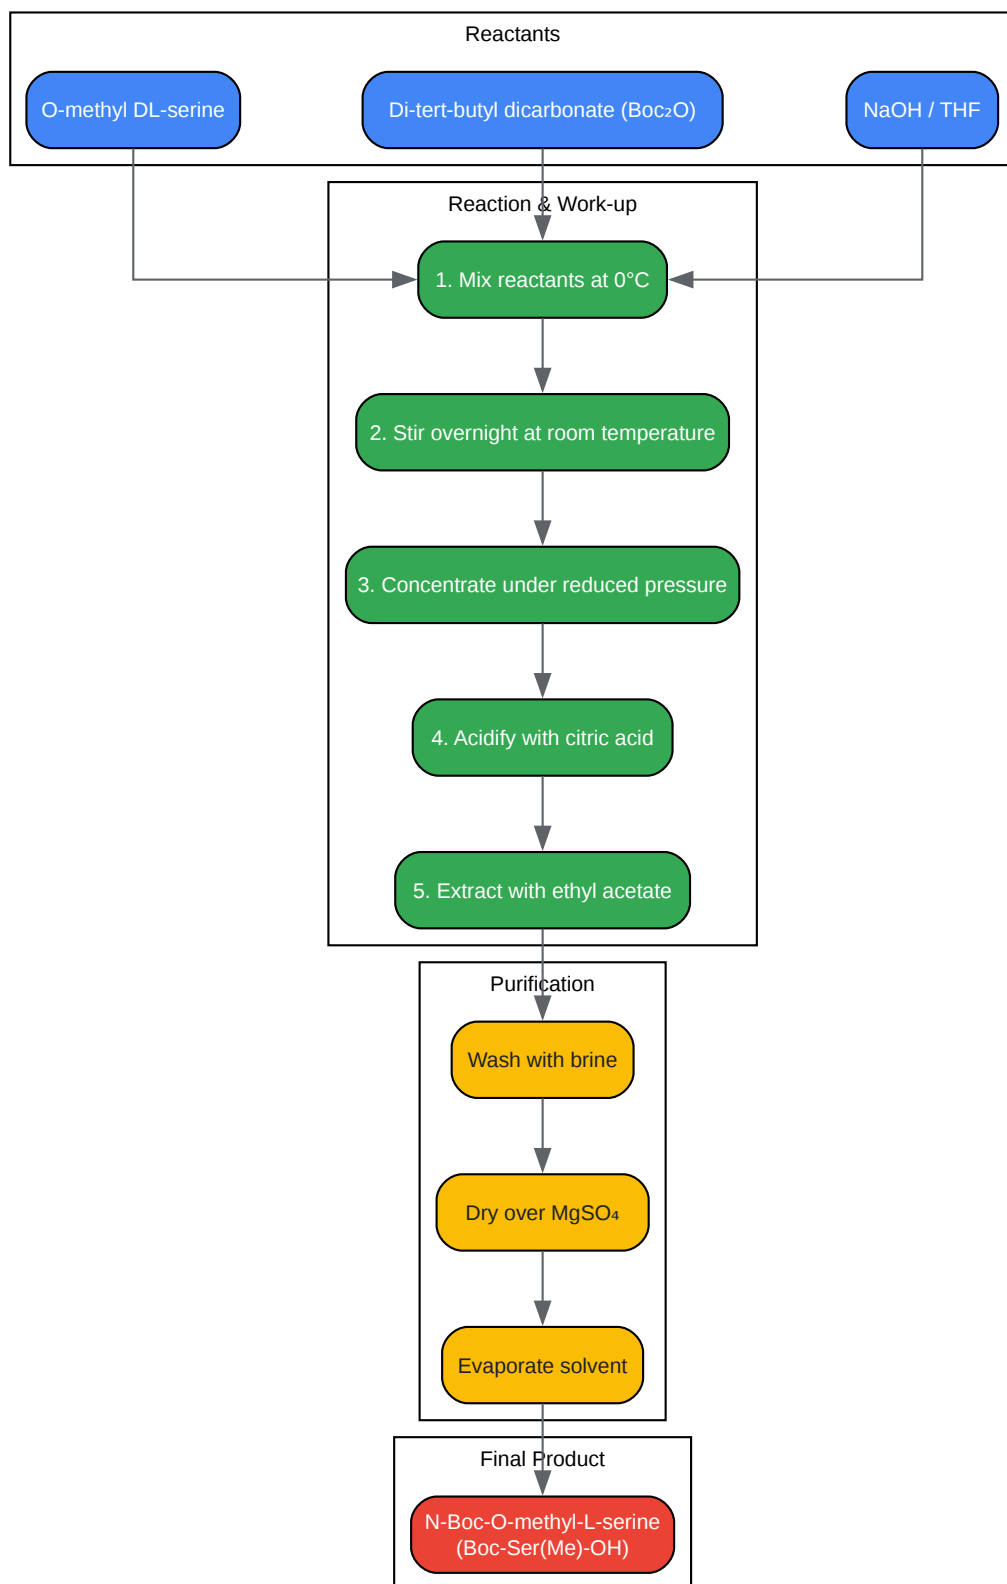 Reactants
O-methyl DL-serine
Di-tert-butyl dicarbonate (Boc₂O)
NaOH / THF
Reaction & Work-up
1. Mix reactants at 0°C
2. Stir overnight at room temperature
3. Concentrate under reduced pressure
4. Acidify with citric acid
5. Extract with ethyl acetate
Purification
Wash with brine
Dry over MgSO₄
Evaporate solvent
Final Product
N-Boc-O-methyl-L-serine
(Boc-Ser(Me)-OH)